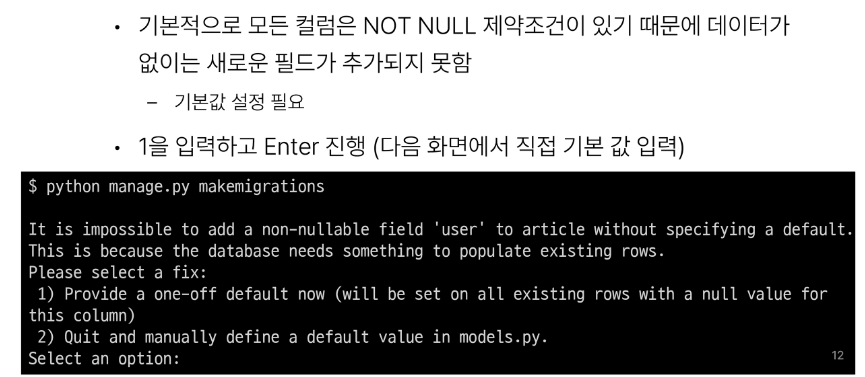 • 기본적으로 모든 컬럼은 NOT NULL 제약조건이 있기 때문에 데이터가
없이는 새로운 필드가 추가되지 못함
– 기본값 설정 필요
• 1을 입력하고 Enter 진행 (다음 화면에서 직접 기본 값 입력)
$ python manage.py makemigrations
It is impossible to add a non-nullable field 'user' to article without specifying a default.
This is because the database needs something to populate existing rows.
Please select a fix:
1) Provide a one-off default now (will be set on all existing rows with a null value for
this column)
2) Quit and manually define a default value in models.py.
Select an option:
12